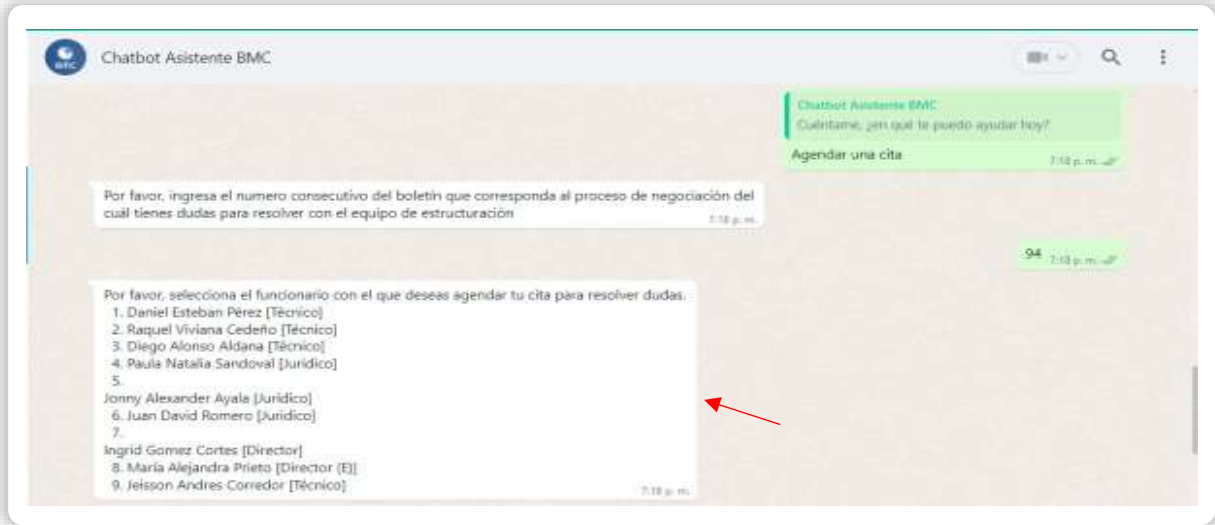 BMC
Chatbot Asistente BMC
Chatbot Asistente BMC
Cuéntame, ¿en qué te puedo ayudar hoy?
Agendar una cita
7:18 p. m.
Por favor, ingresa el numero consecutivo del boletín que corresponda al proceso de negociación del
cuál tienes dudas para resolver con el equipo de estructuración
7:18 p. m.
94
7:18 p. m.
Por favor, selecciona el funcionario con el que deseas agendar tu cita para resolver dudas.
1. Daniel Esteban Pérez [Técnico]
2. Raquel Viviana Cedeño [Técnico]
3. Diego Alonso Aldana [Técnico]
4. Paula Natalia Sandoval [Juridico]
5.
Jonny Alexander Ayala [Juridico]
6. Juan David Romero [Juridico]
7.
Ingrid Gomez Cortes [Director]
8. María Alejandra Prieto [Director (E)]
9. Jeisson Andres Corredor [Técnico]
7:18 p. m.